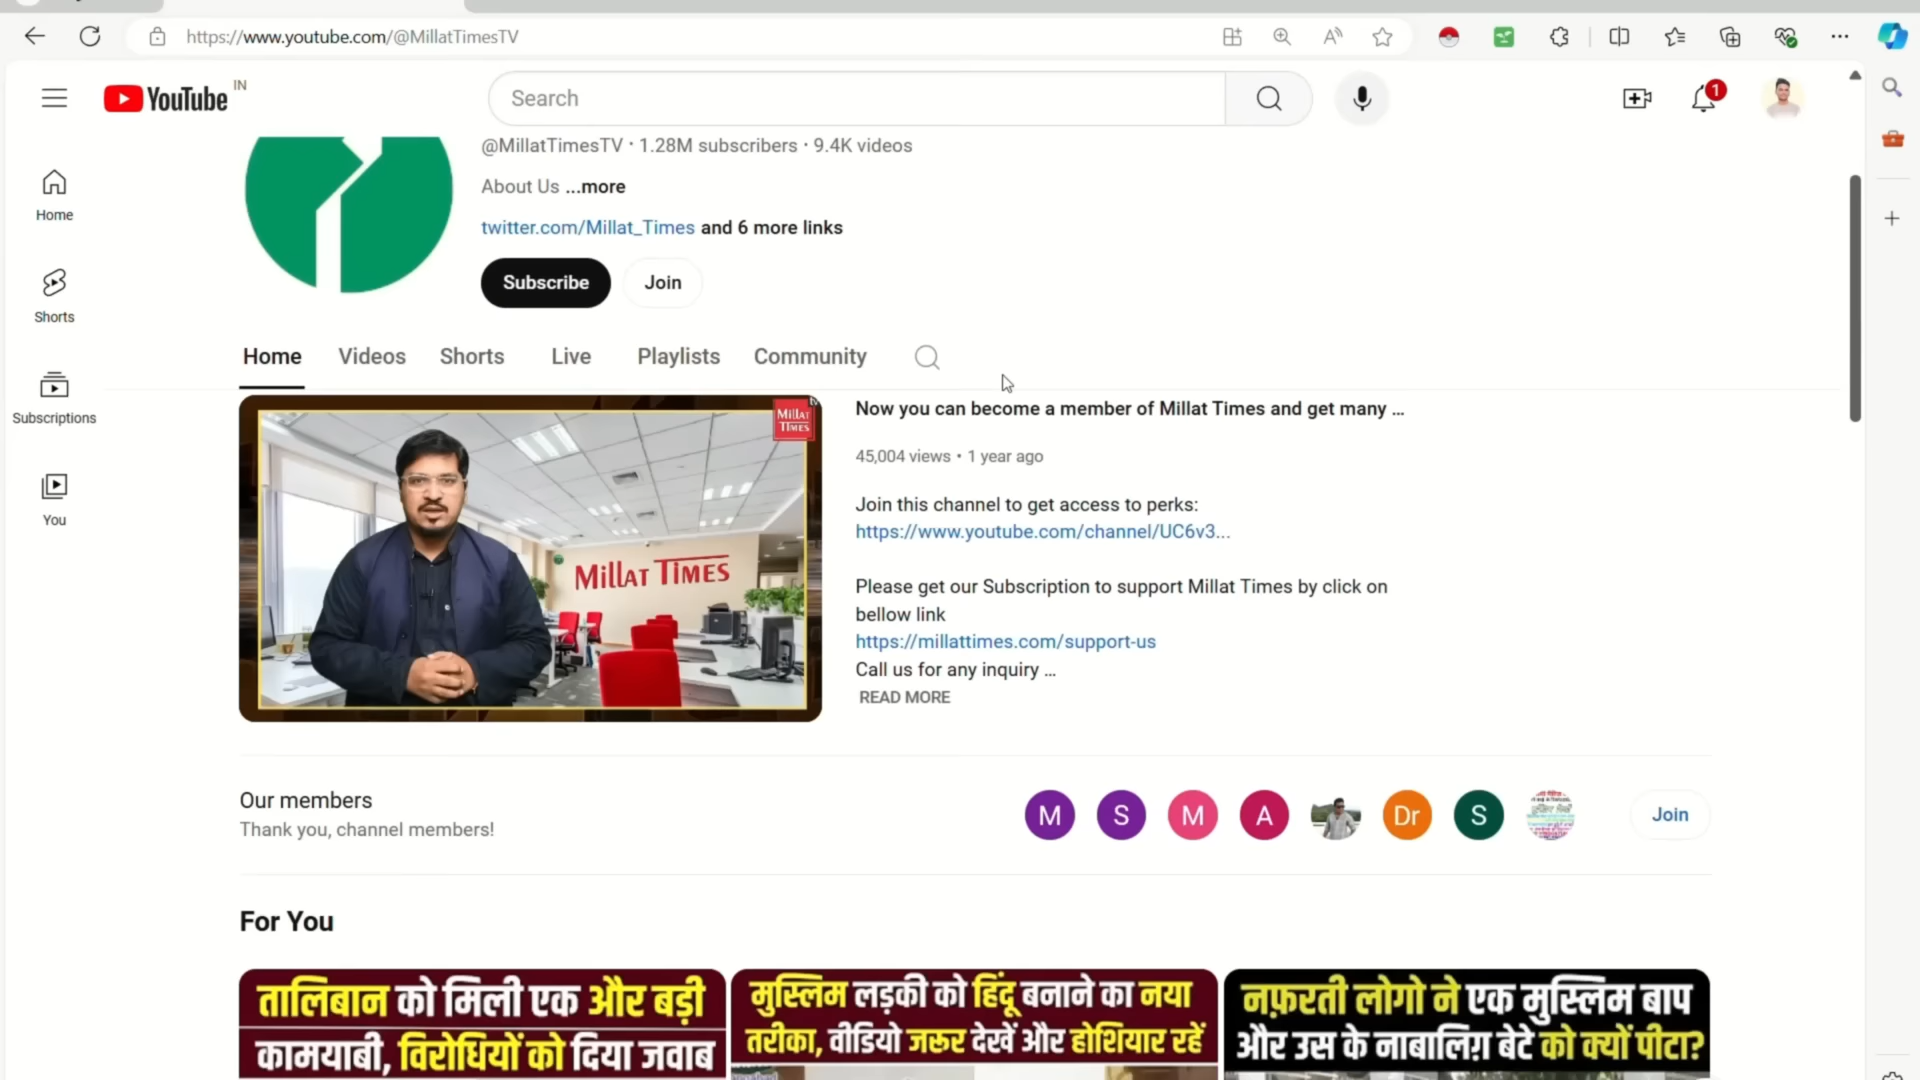 https://www.youtube.com/@MillatTimesTV
YouTube IN
Search
1
@MillatTimesTV • 1.28M subscribers • 9.4K videos
About Us ...more
twitter.com/Millat_Times and 6 more links
Subscribe
Join
Home
Shorts
Subscriptions
You
Home
Videos
Shorts
Live
Playlists
Community
MILLAT TIMES
MILLAT TIMES
Now you can become a member of Millat Times and get many ...
45,004 views • 1 year ago
Join this channel to get access to perks:
https://www.youtube.com/channel/UC6v3...
Please get our Subscription to support Millat Times by click on
bellow link
https://millattimes.com/support-us
Call us for any inquiry ...
READ MORE
Our members
Thank you, channel members!
M
S
M
A
Dr
S
Join
For You
तालिबान को मिली एक और बड़ी
कामयाबी, विरोधियों को दिया जवाब
मुस्लिम लड़की को हिंदू बनाने का नया
तरीका, वीडियो जरूर देखें और होशियार रहें
नफ़रती लोगो ने एक मुस्लिम बाप
और उस के नाबालिग़ बेटे को क्यों पीटा?